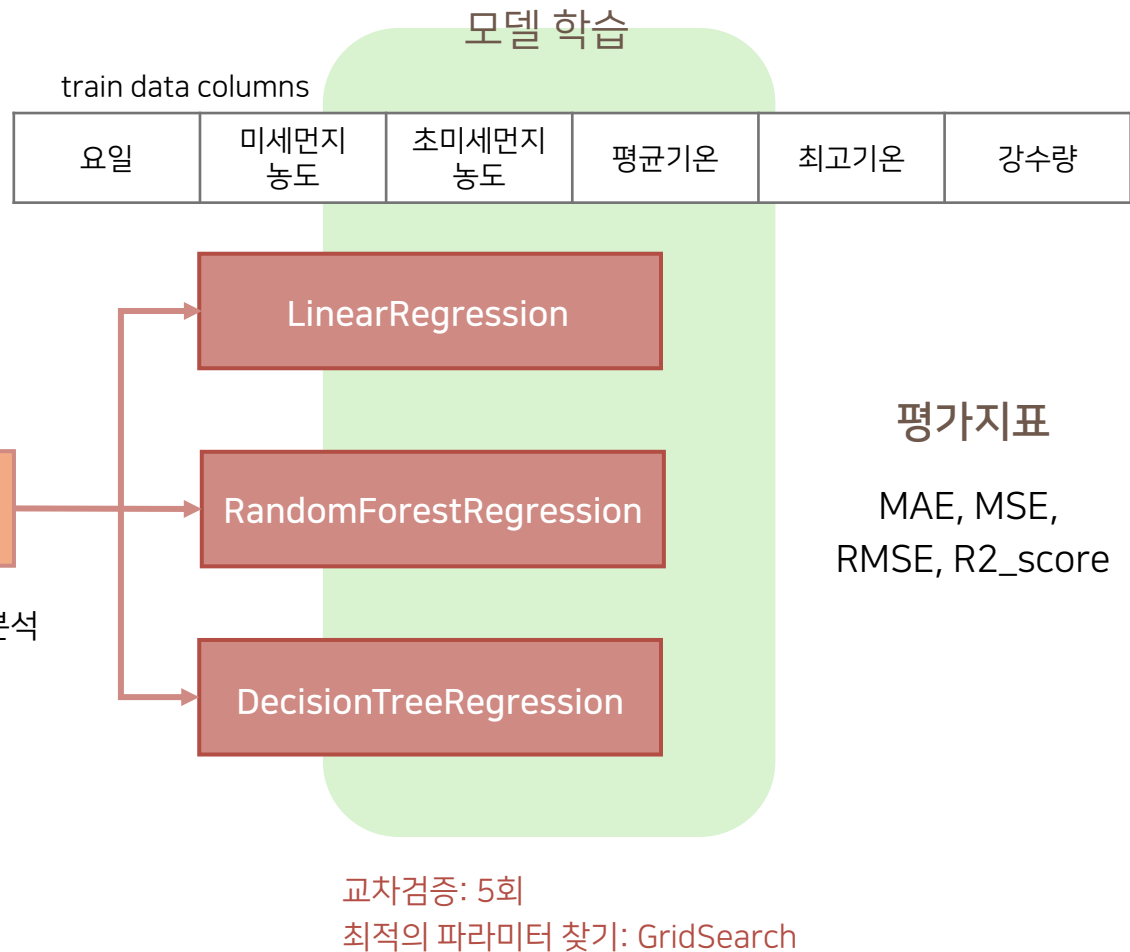 모델 학습
train data columns
요일
미세먼지
농도
초미세먼지
농도
평균기온
최고기온
강수량
LinearRegression
RandomForestRegression
DecisionTreeRegression
분석
평가지표
MAE, MSE,
RMSE, R2_score
교차검증: 5회
최적의 파라미터 찾기: GridSearch